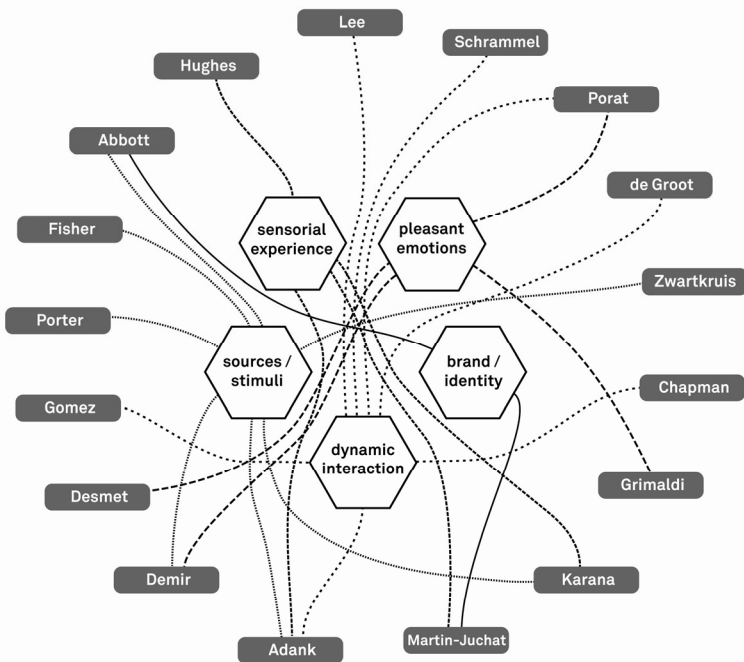 Lee
Schrammel
Hughes
Porat
Abbott
de Groot
Fisher
sensorial
experience
pleasant
emotions
Zwartkruis
Porter
sources /
stimuli
brand /
identity
Chapman
Gomez
dynamic
interaction
Desmet
Grimaldi
Demir
Karana
Adank
Martin-Juchat